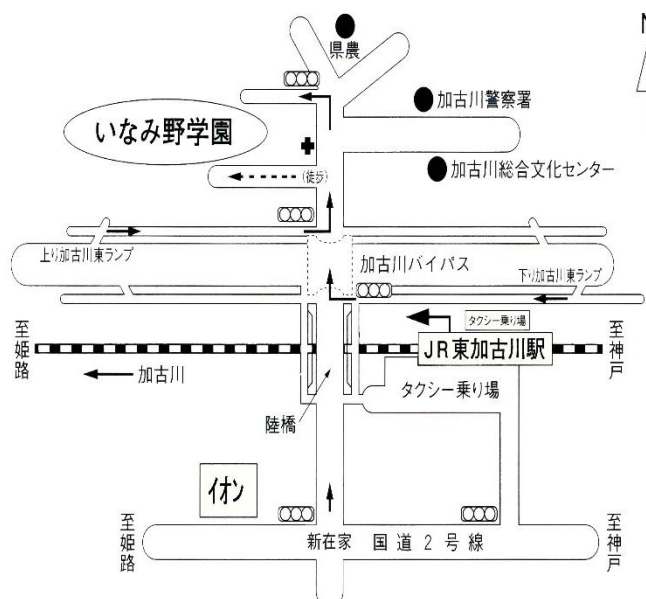 N
県農
加古川警察署
いなみ野学園
加古川総合文化センター
(徒歩)
上り加古川東ランプ
加古川バイパス
下り加古川東ランプ
至姫路
タクシー乗り場
JR東加古川駅
至神戸
加古川
タクシー乗り場
陸橋
イオン
至姫路
新在家 国道2号線
至神戸